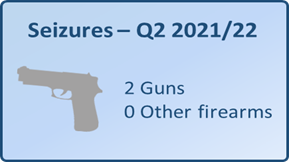 Seizures – Q2 2021/22
2 Guns
0 Other firearms